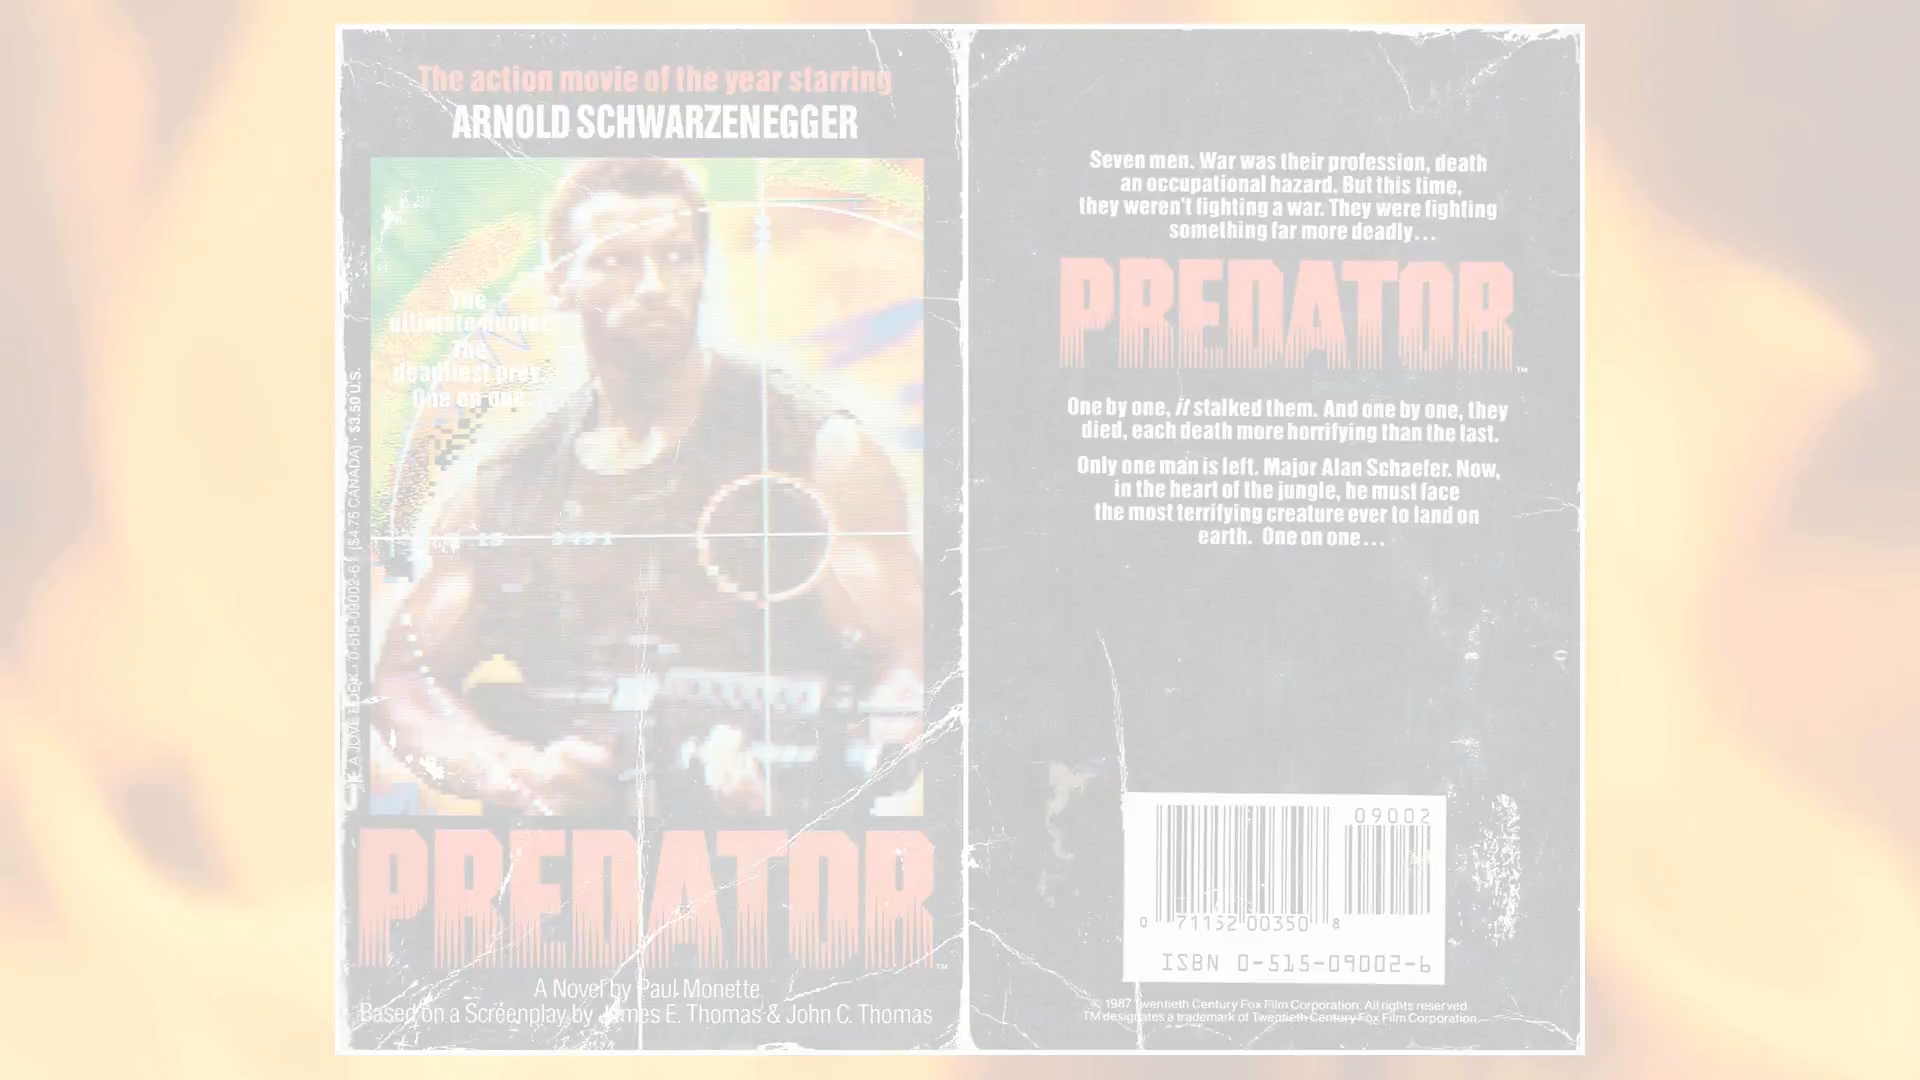 The action movie of the year starring
ARNOLD SCHWARZENEGGER
The
ultimate hunter.
The
deadliest prey.
One on one...
.15 2491
PREDATOR
TM
A Novel by Paul Monette
Based on a Screenplay by James E. Thomas & John C. Thomas
A JOVE BOOK • 0-515-09002-6 ($4.75 CANADA) • $3.50 U.S.
Seven men. War was their profession, death
an occupational hazard. But this time,
they weren't fighting a war. They were fighting
something far more deadly...
PREDATOR
TM
One by one, it stalked them. And one by one, they
died, each death more horrifying than the last.
Only one man is left. Major Alan Schaefer. Now,
in the heart of the jungle, he must face
the most terrifying creature ever to land on
earth. One on one...
09002
0 71152 00350 8
ISBN 0-515-09002-6
© 1987 Twentieth Century Fox Film Corporation. All rights reserved.
TM designates a trademark of Twentieth Century Fox Film Corporation.